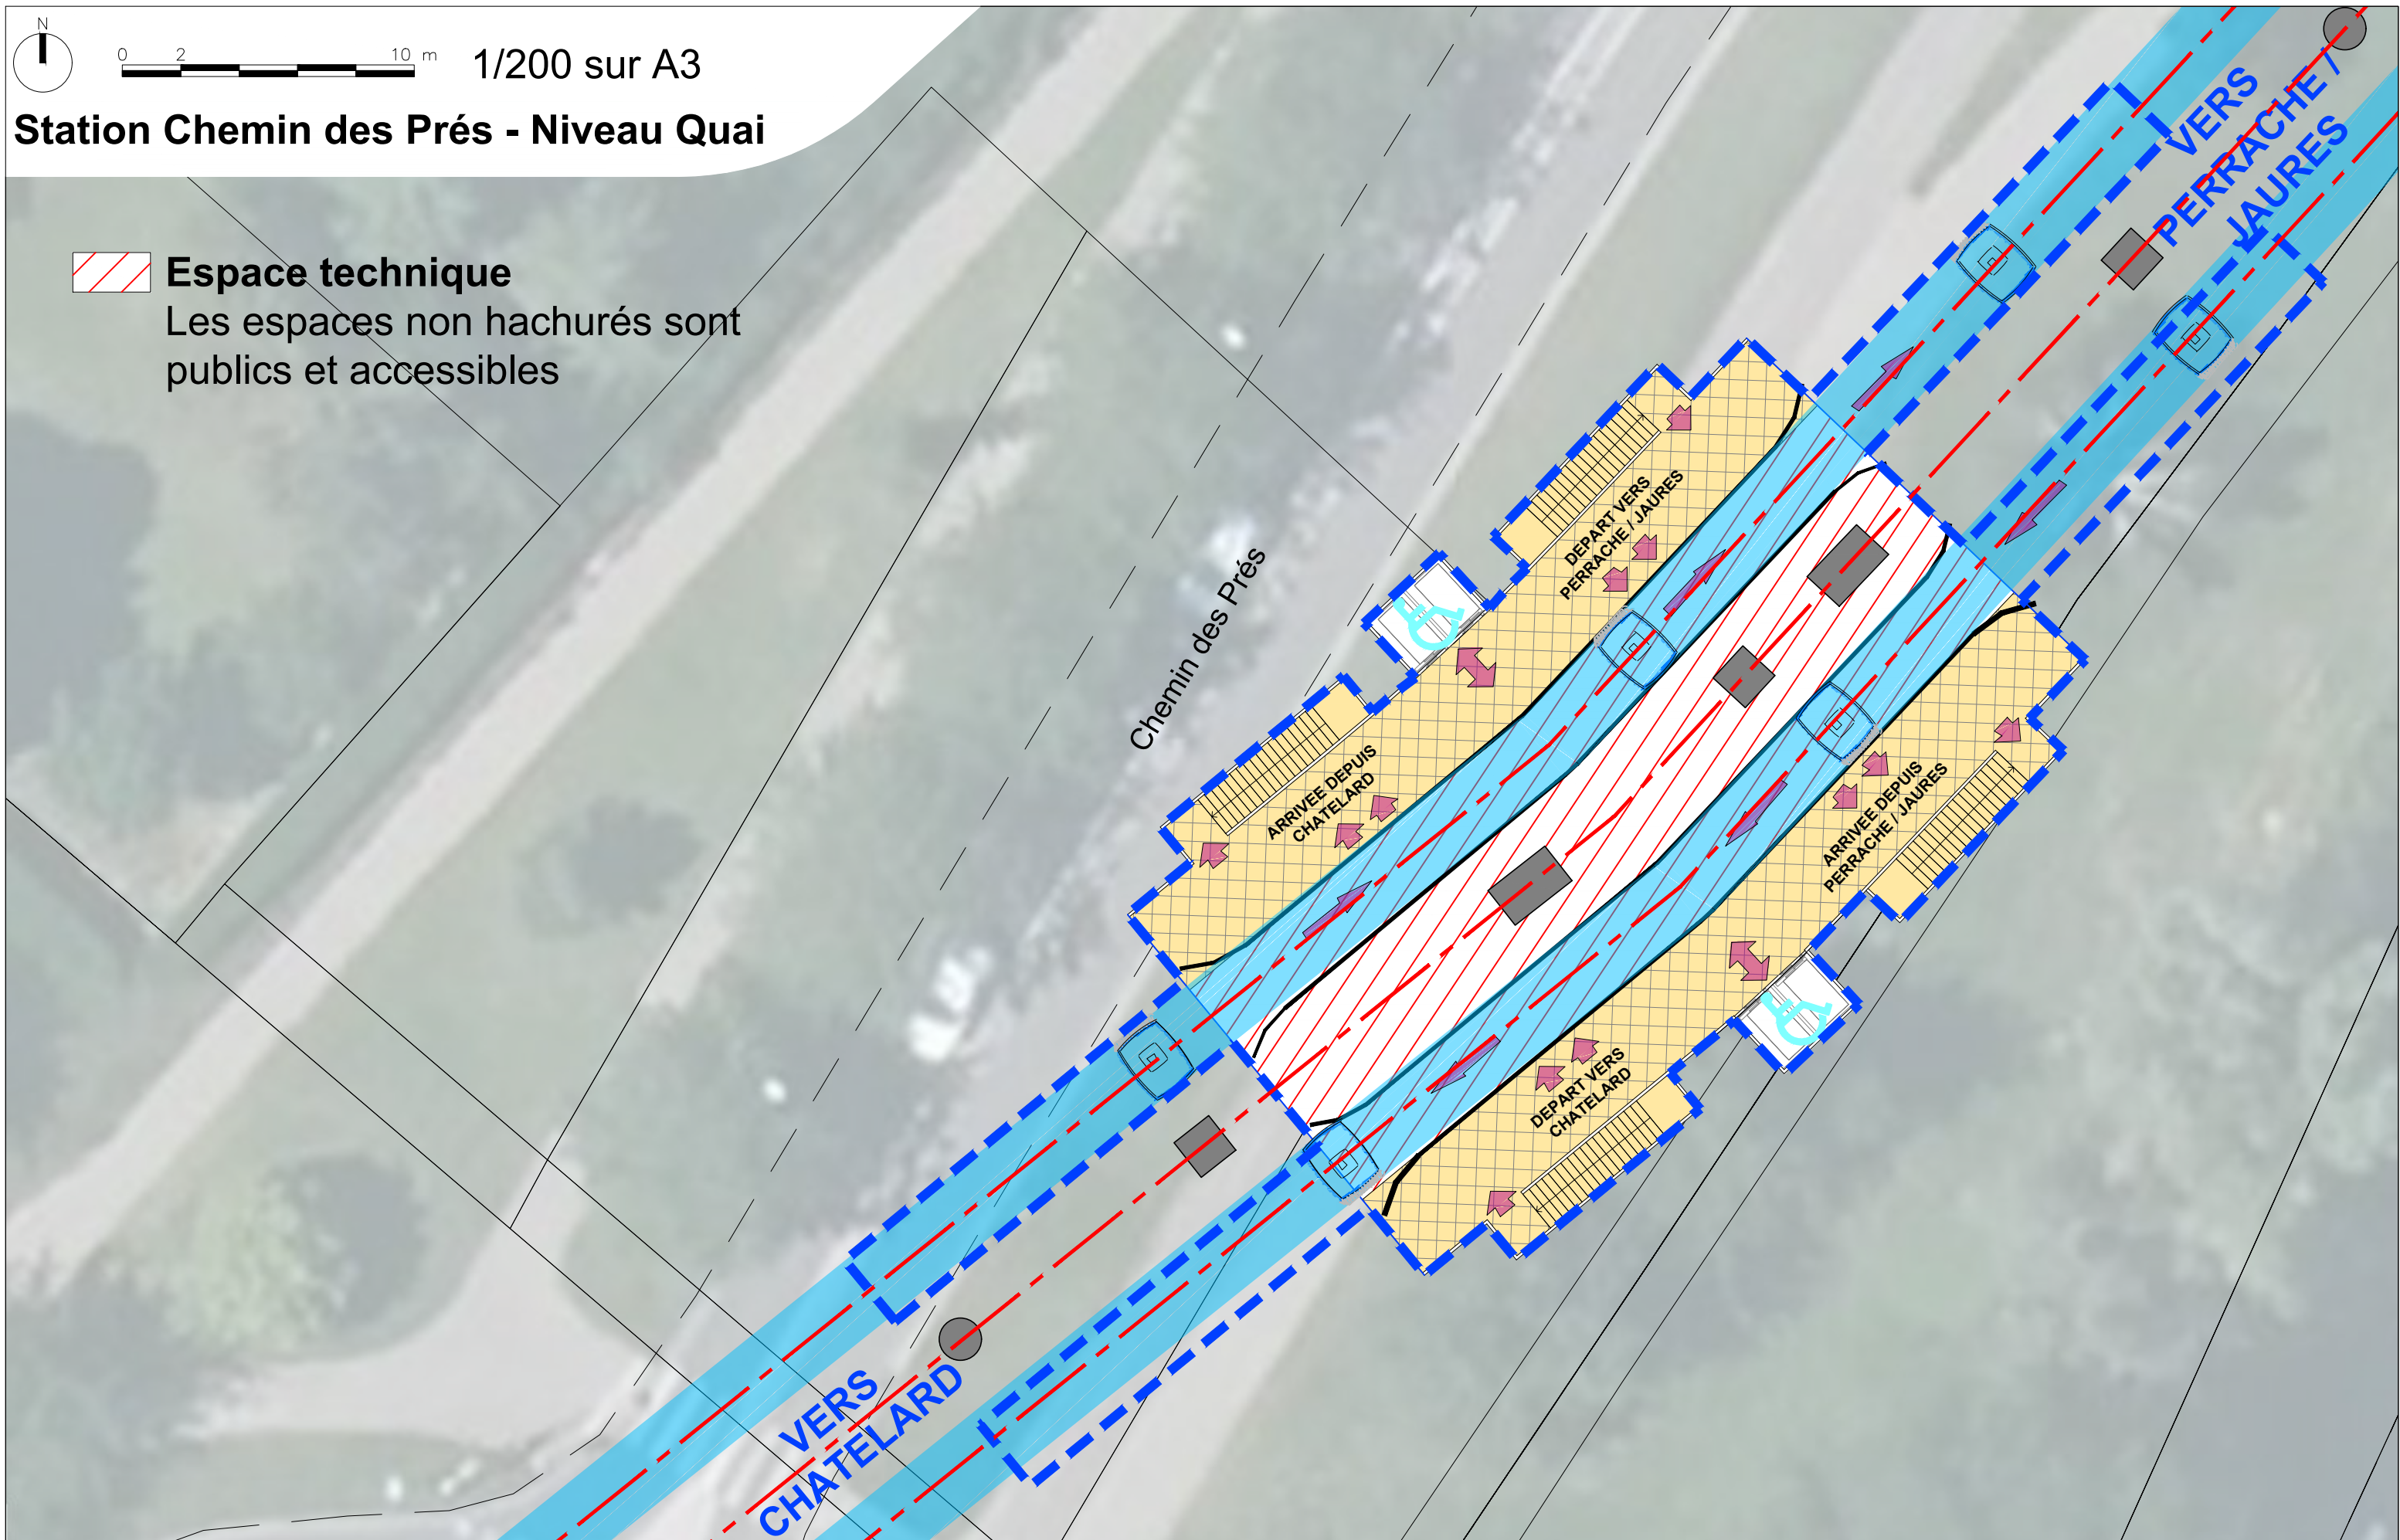 N
0 2 10 m
1/200 sur A3
Station Chemin des Prés - Niveau Quai
Espace technique
Les espaces non hachurés sont
publics et accessibles
VERS
PERRACHE /
JAURES
DEPART VERS
PERRACHE / JAURES
Chemin des Prés
ARRIVEE DEPUIS
CHATELARD
ARRIVEE DEPUIS
PERRACHE / JAURES
DEPART VERS
CHATELARD
VERS
CHATELARD